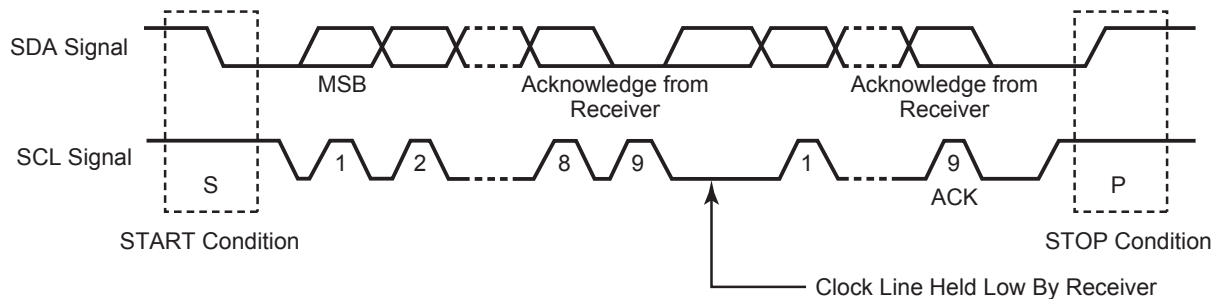 SDA Signal
MSB
Acknowledge from
Receiver
Acknowledge from
Receiver
SCL Signal
1
2
8
9
1
9
S
ACK
P
START Condition
STOP Condition
Clock Line Held Low By Receiver